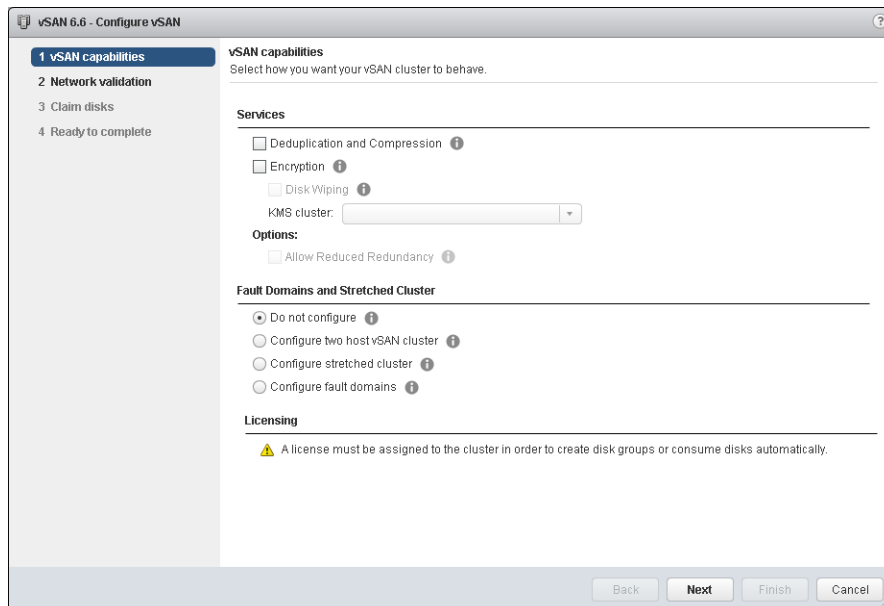 vSAN 6.6 - Configure vSAN
?
1 vSAN capabilities
2 Network validation
3 Claim disks
4 Ready to complete
vSAN capabilities
Select how you want your vSAN cluster to behave.
Services
Deduplication and Compression
Encryption
Disk Wiping
KMS cluster:
Options:
Allow Reduced Redundancy
Fault Domains and Stretched Cluster
Do not configure
Configure two host vSAN cluster
Configure stretched cluster
Configure fault domains
Licensing
A license must be assigned to the cluster in order to create disk groups or consume disks automatically.
Back Next Finish Cancel